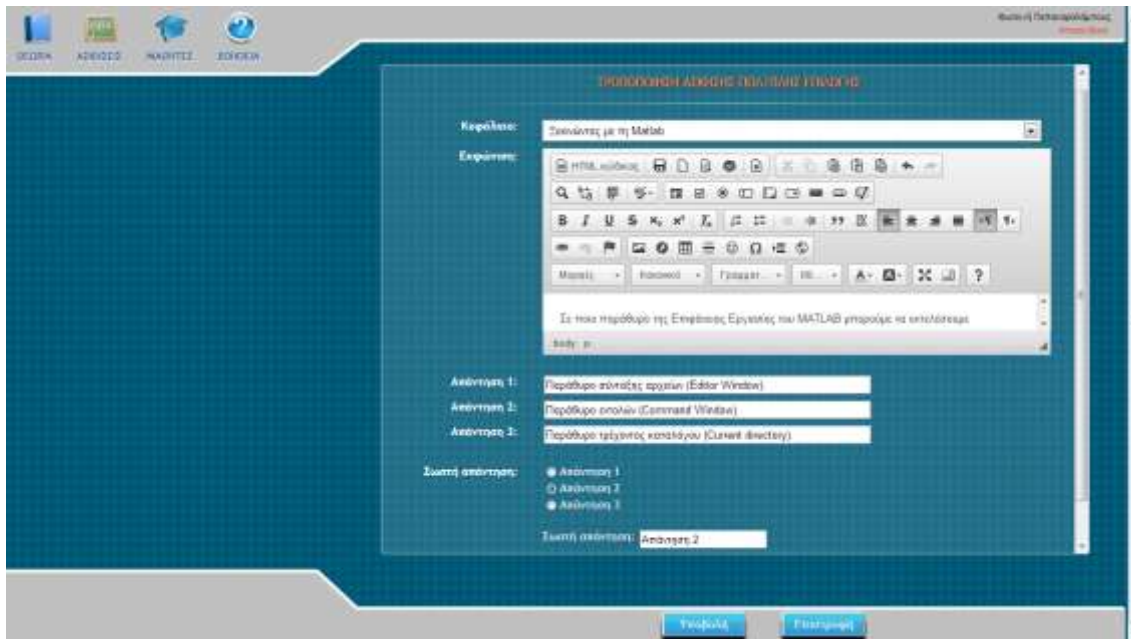 ΘΕΩΡΙΑ ΑΣΚΗΣΕΙΣ ΜΑΘΗΤΕΣ ΒΟΗΘΕΙΑ
ΤΡΟΠΟΠΟΙΗΣΗ ΑΣΚΗΣΗΣ ΠΟΛΛΑΠΛΗΣ ΕΠΙΛΟΓΗΣ
Κεφάλαιο: Ξεκινώντας με τη Matlab
Εκφώνηση:
HTML κώδικας
Μορφές Κανονικό Γραμματ...
Σε ποιο παράθυρο της Επιφάνειας Εργασίας του MATLAB μπορούμε να εκτελέσουμε
body p
Απάντηση 1: Παράθυρο σύνταξης αρχείων (Editor Window)
Απάντηση 2: Παράθυρο εντολών (Command Window)
Απάντηση 3: Παράθυρο τρέχοντος καταλόγου (Current directory)
Σωστή απάντηση: Απάντηση 1
Απάντηση 2
Απάντηση 3
Σωστή απάντηση: Απάντηση 2
Υποβολή Επιστροφή